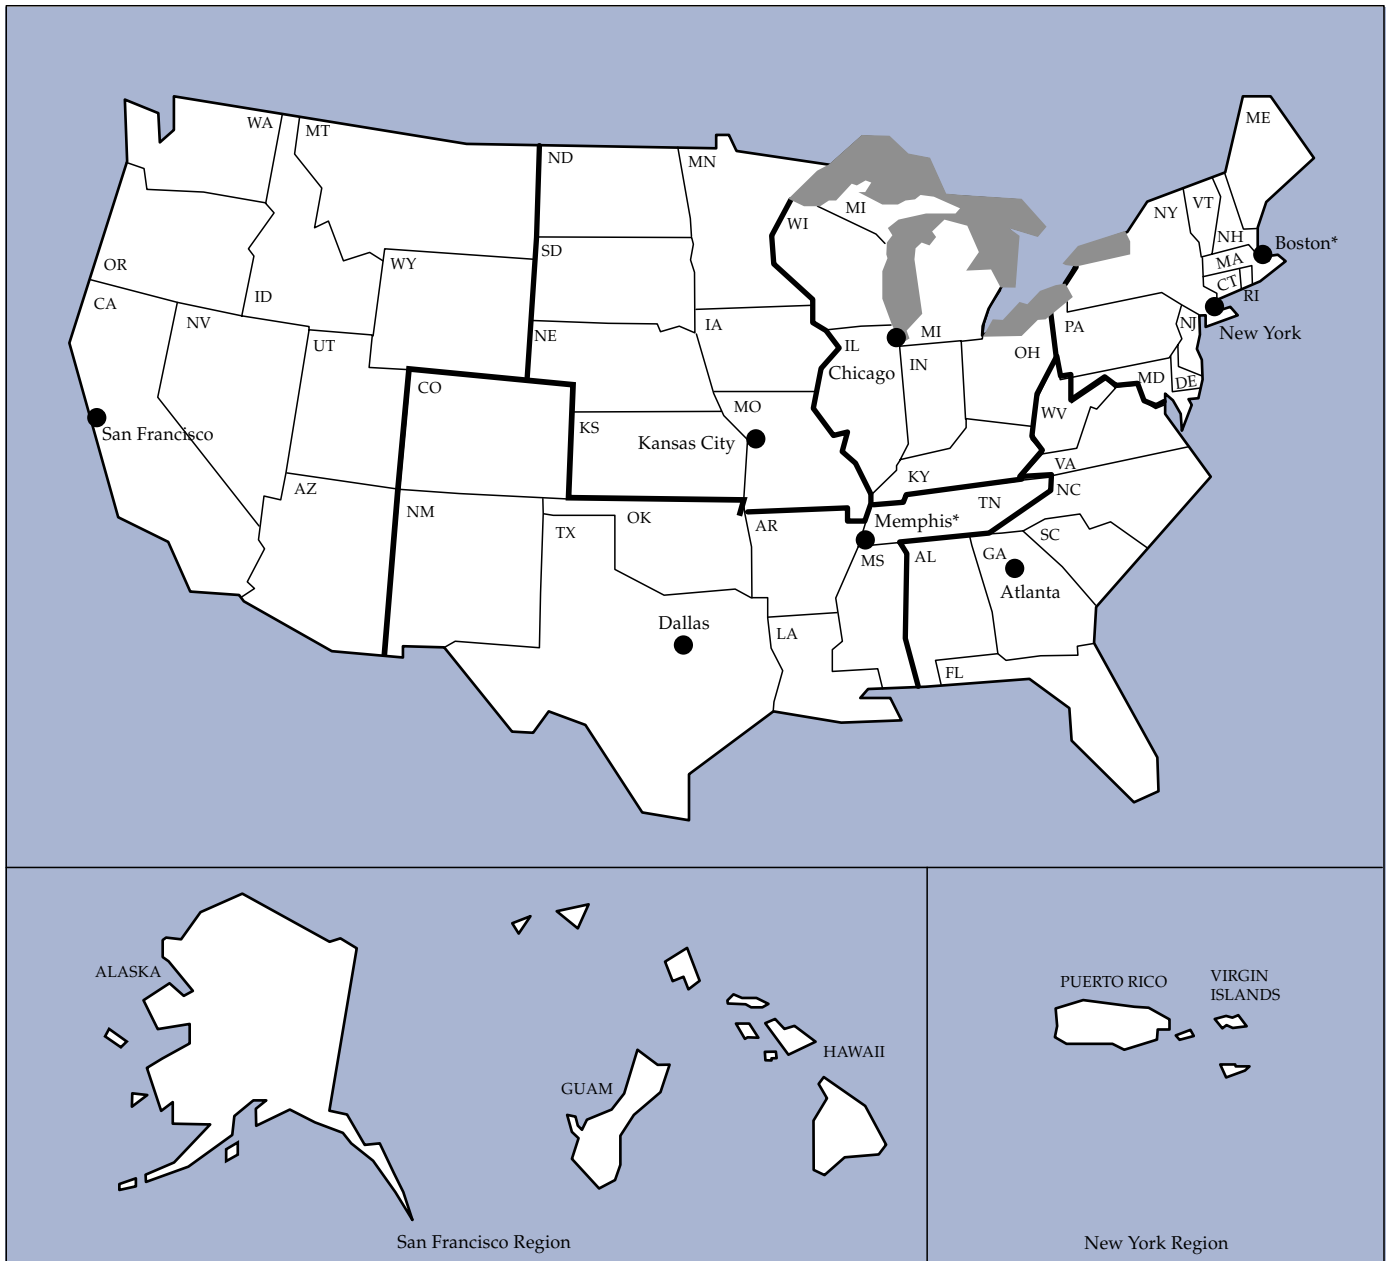 ME
WA
MT
ND
MN
MI
WI
NY
VT
NH
Boston*
MA
CT
RI
OR
ID
WY
SD
CA
NV
UT
NE
IA
IL
MI
Chicago
IN
OH
PA
NJ
New York
MD
DE
CO
KS
MO
Kansas City
WV
San Francisco
KY
VA
AZ
NM
TX
OK
AR
Memphis*
TN
NC
MS
AL
GA
SC
Atlanta
Dallas
LA
FL
ALASKA
GUAM
HAWAII
PUERTO RICO
VIRGIN
ISLANDS
San Francisco Region
New York Region